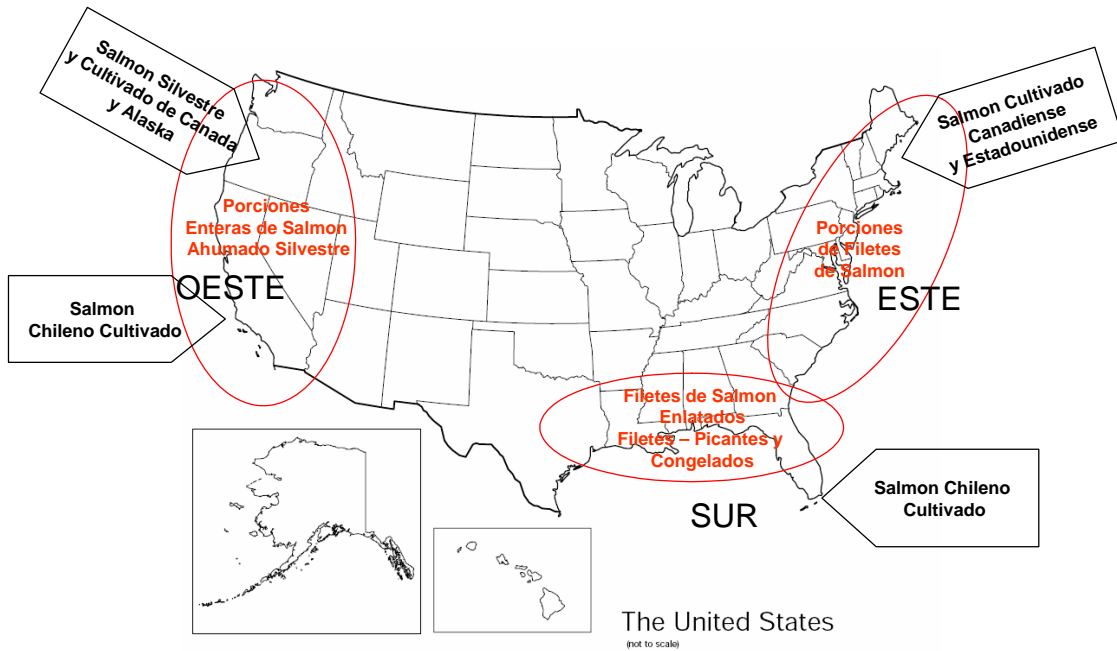 Salmon Silvestre
y Cultivado de Canada
y Alaska
Salmon Cultivado
Canadiense
y Estadounidense
Porciones
Enteras de Salmon
Ahumado Silvestre
Porciones
de Filetes
de Salmon
OESTE
ESTE
Salmon
Chileno Cultivado
Filetes de Salmon
Enlatados
Filetes – Picantes y
Congelados
Salmon Chileno
Cultivado
SUR
The United States
(not to scale)